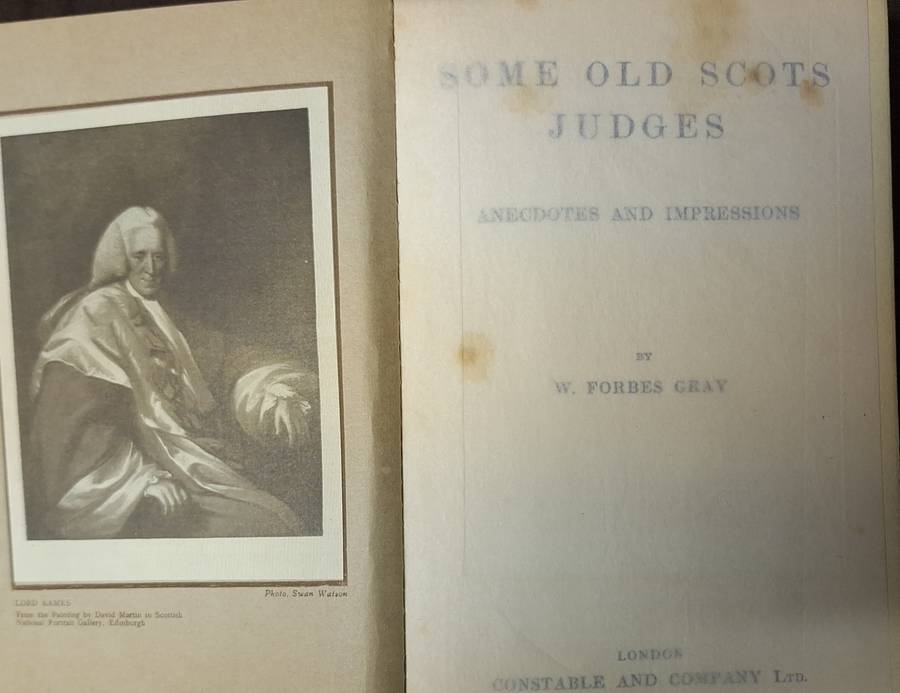 Photo, Swan Watson
LORD KAMES
From the Painting by David Martin in Scottish
National Portrait Gallery, Edinburgh
SOME OLD SCOTS
JUDGES
ANECDOTES AND IMPRESSIONS
BY
W. FORBES GRAY
LONDON
CONSTABLE AND COMPANY LTD.